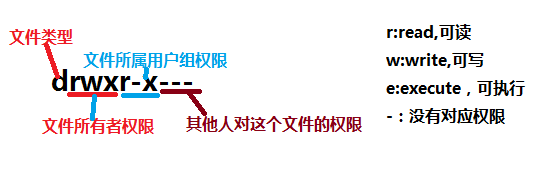 文件类型
文件所属用户组权限
drwxr-x---
文件所有者权限
其他人对这个文件的权限
r:read,可读
w:write,可写
e:execute，可执行
-：没有对应权限